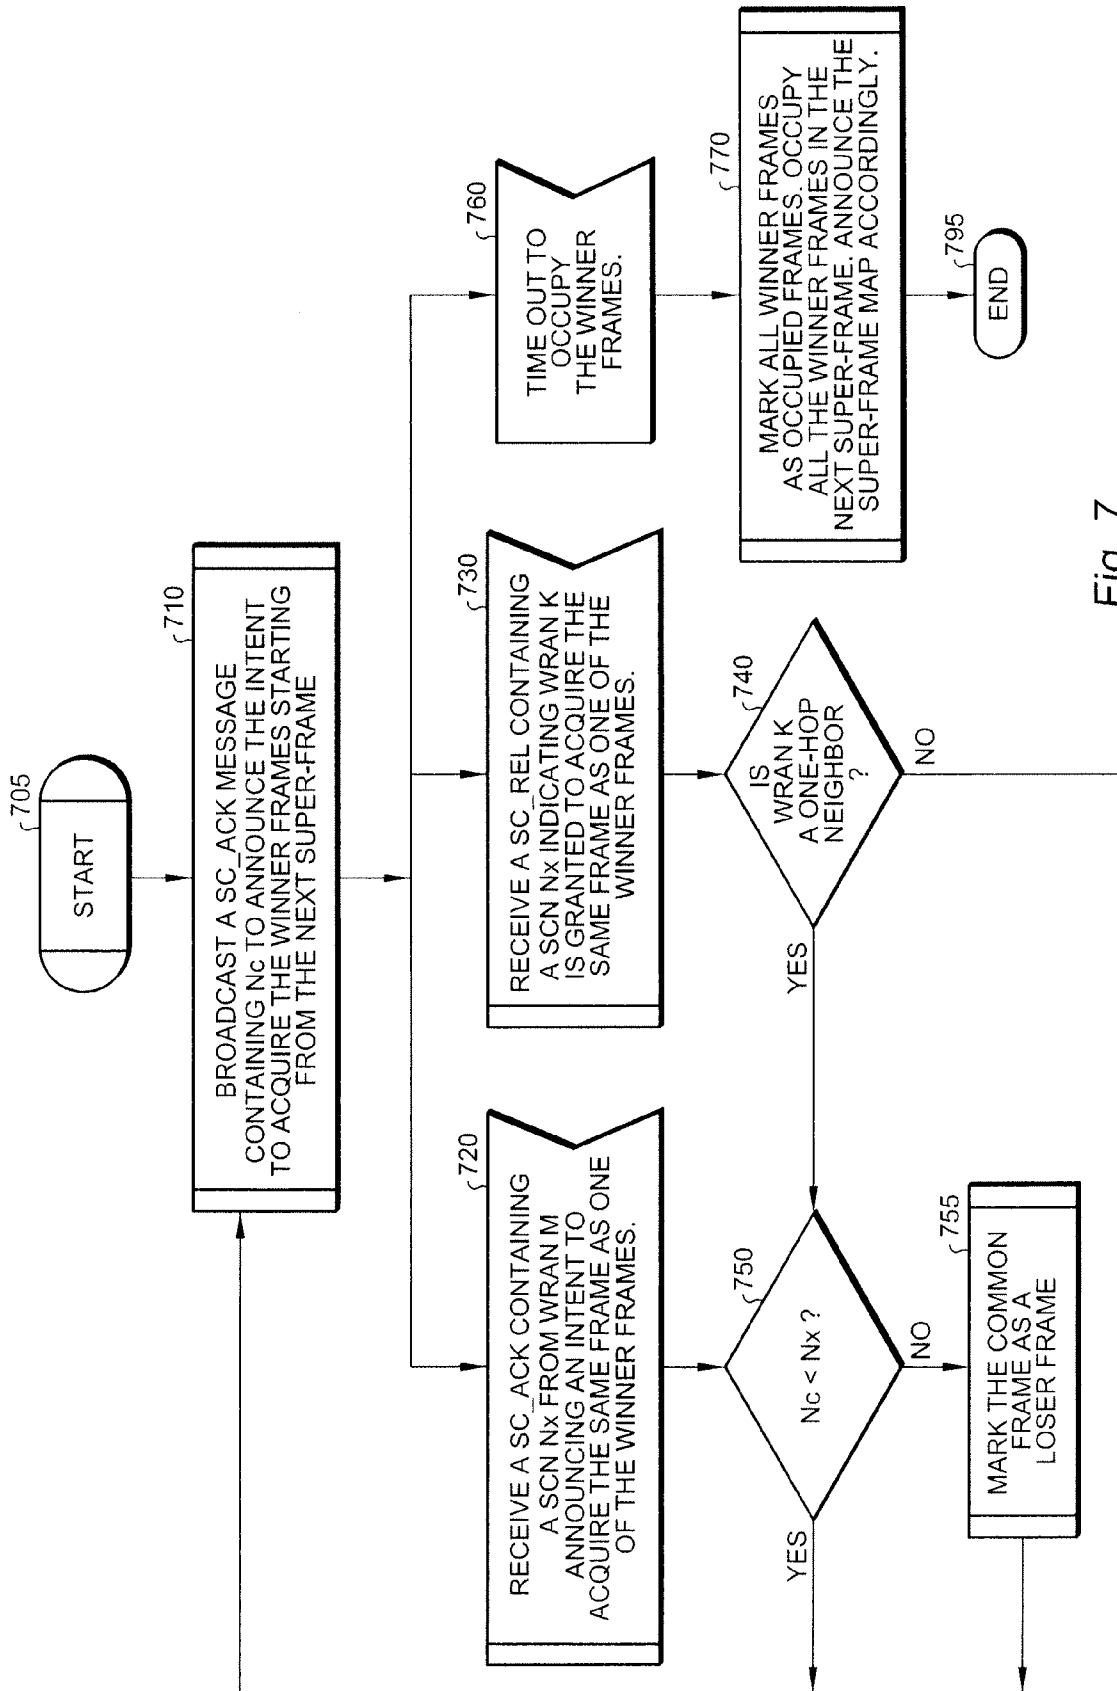 START
705
BROADCAST A SC_ACK MESSAGE
CONTAINING Nc TO ANNOUNCE THE INTENT
TO ACQUIRE THE WINNER FRAMES STARTING
FROM THE NEXT SUPER-FRAME
710
RECEIVE A SC_ACK CONTAINING
A SCN Nx FROM WRAN M
ANNOUNCING AN INTENT TO
ACQUIRE THE SAME FRAME AS ONE
OF THE WINNER FRAMES.
720
RECEIVE A SC_REL CONTAINING
A SCN Nx INDICATING WRAN K
IS GRANTED TO ACQUIRE THE
SAME FRAME AS ONE OF THE
WINNER FRAMES.
730
TIME OUT TO
OCCUPY
THE WINNER
FRAMES.
760
IS
WRAN K
A ONE-HOP
NEIGHBOR
?
740
YES
NO
Nc < Nx ?
750
YES
NO
MARK THE COMMON
FRAME AS A
LOSER FRAME
755
MARK ALL WINNER FRAMES
AS OCCUPIED FRAMES. OCCUPY
ALL THE WINNER FRAMES IN THE
NEXT SUPER-FRAME. ANNOUNCE THE
SUPER-FRAME MAP ACCORDINGLY.
770
END
795
Fig. 7